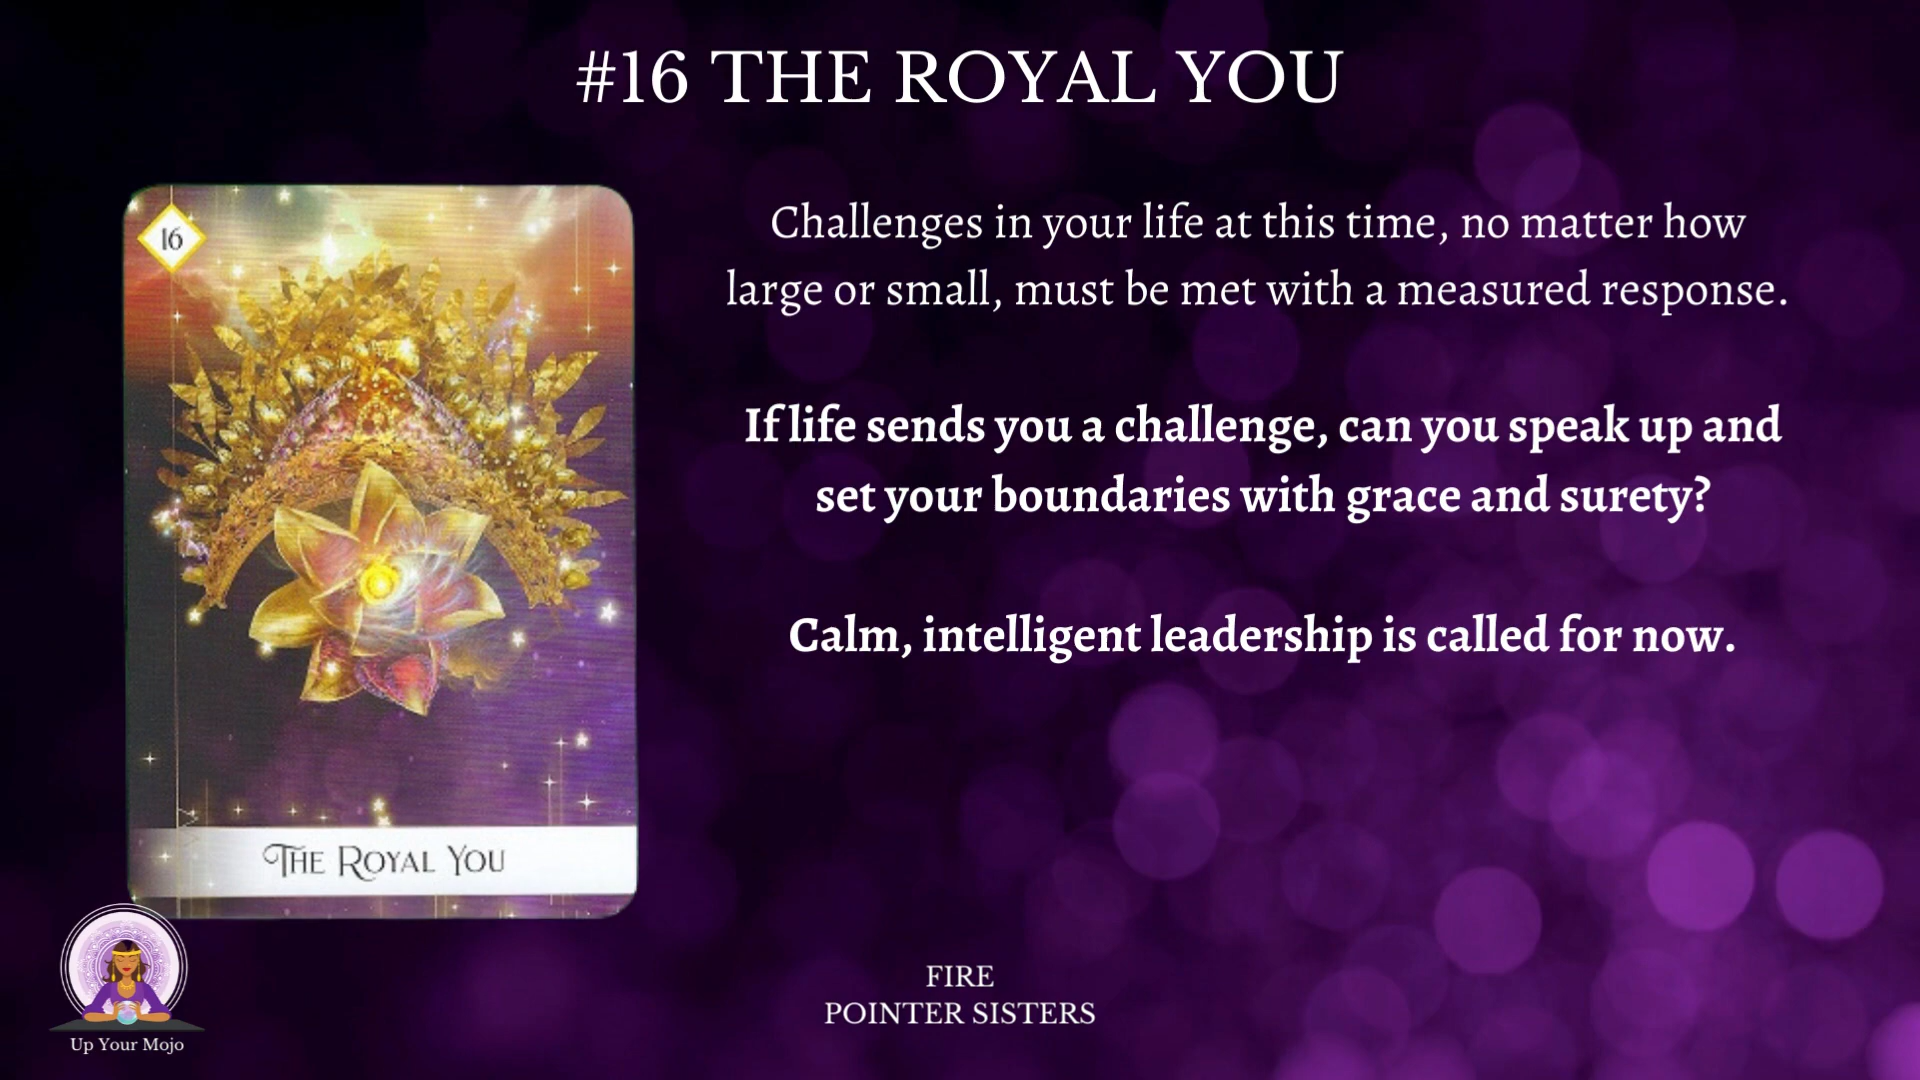 #16 THE ROYAL YOU
16
Challenges in your life at this time, no matter how
large or small, must be met with a measured response.
If life sends you a challenge, can you speak up and
set your boundaries with grace and surety?
Calm, intelligent leadership is called for now.
THE ROYAL YOU
FIRE
POINTER SISTERS
Up Your Mojo